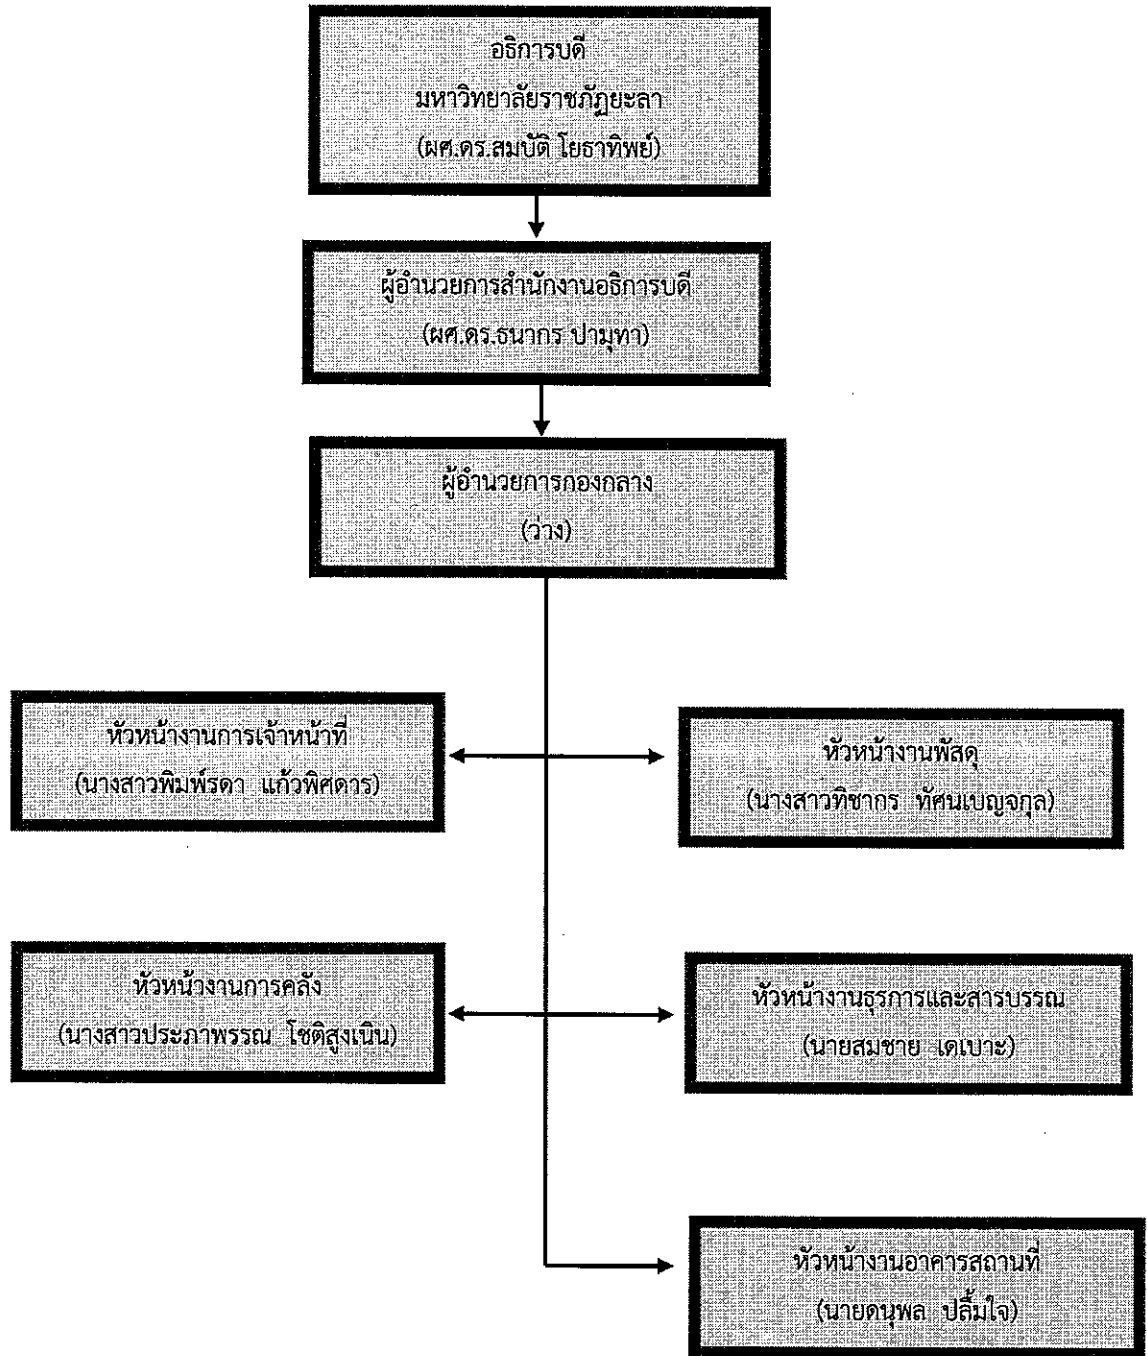 อธิการบดี
มหาวิทยาลัยราชภัฏยะลา
(ผศ.ดร.สมบัติ โยธาทิพย์)
ผู้อำนวยการสำนักงานอธิการบดี
(ผศ.ดร.ธนากร ปามุทา)
ผู้อำนวยการกองกลาง
(ว่าง)
หัวหน้างานการเจ้าหน้าที่
(นางสาวพิมพ์รดา แก้วพิศดาร)
หัวหน้างานพัสดุ
(นางสาวทิชากร ทัศนเบญจกุล)
หัวหน้วงานการคลัง
(นางสาวประภาพรรณ โชติสูงเนิน)
หัวหน้างานธุรการและสารบรรณ
(นายสมชาย เดเบาะ)
หัวหน้างานอาคารสถานที่
(นายดนุพล ปลื้มใจ)